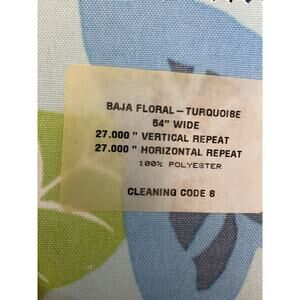 BAJA FLORAL – TURQUOISE
54" WIDE
27.000 " VERTICAL REPEAT
27.000 " HORIZONTAL REPEAT
100% POLYESTER
CLEANING CODE S